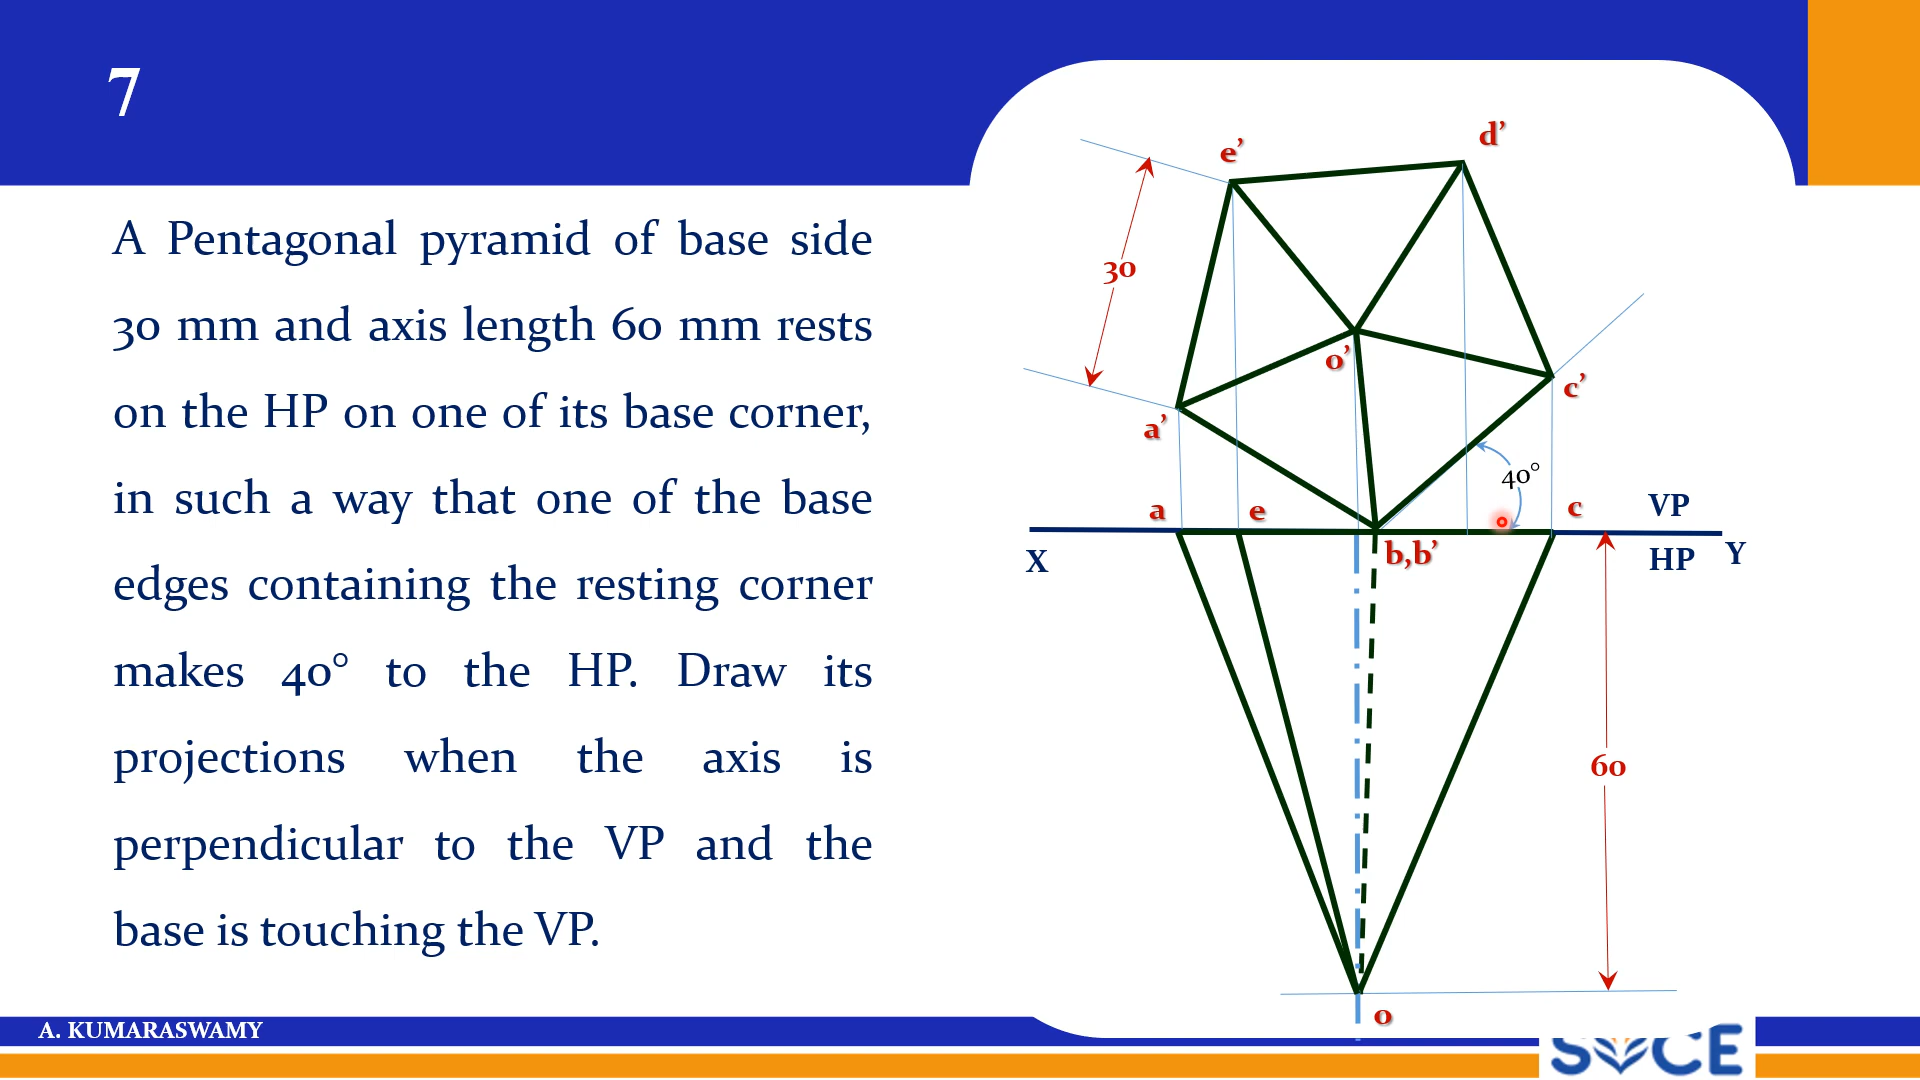 7
A Pentagonal pyramid of base side
30 mm and axis length 60 mm rests
on the HP on one of its base corner,
in such a way that one of the base
edges containing the resting corner
makes 40° to the HP. Draw its
projections when the axis is
perpendicular to the VP and the
base is touching the VP.
d’
e’
30
o’
c’
a’
40°
a
e
c
VP
b,b’
X
HP
Y
60
o
A. KUMARASWAMY
SVCE